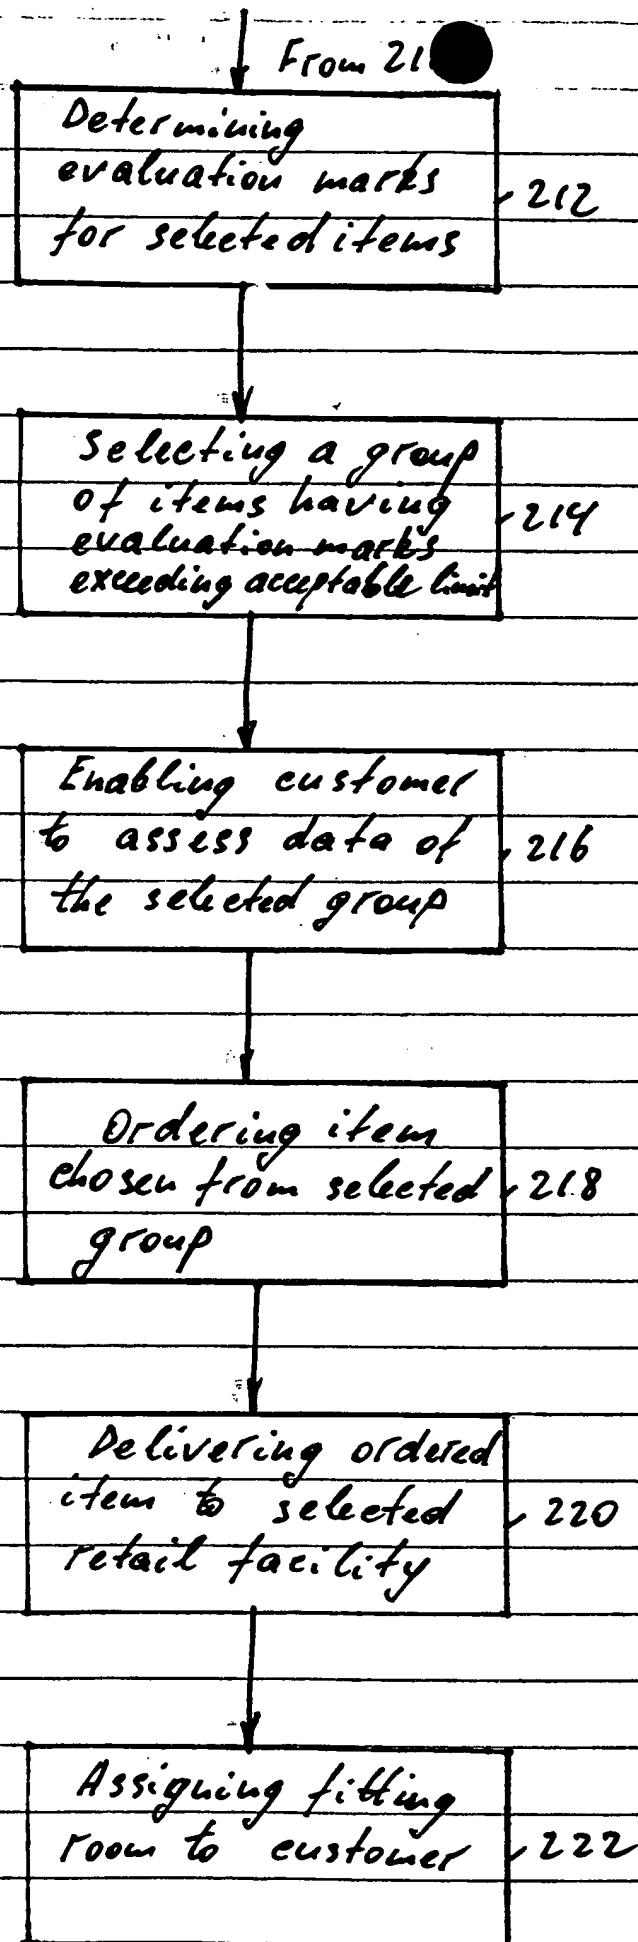 From 21
Determining
evaluation marks
for selected items
212
Selecting a group
of items having
evaluation marks
exceeding acceptable limit
214
Enabling customer
to assess data of
the selected group
216
Ordering item
chosen from selected
group
218
Delivering ordered
item to selected
retail facility
220
Assigning fitting
room to customer
222